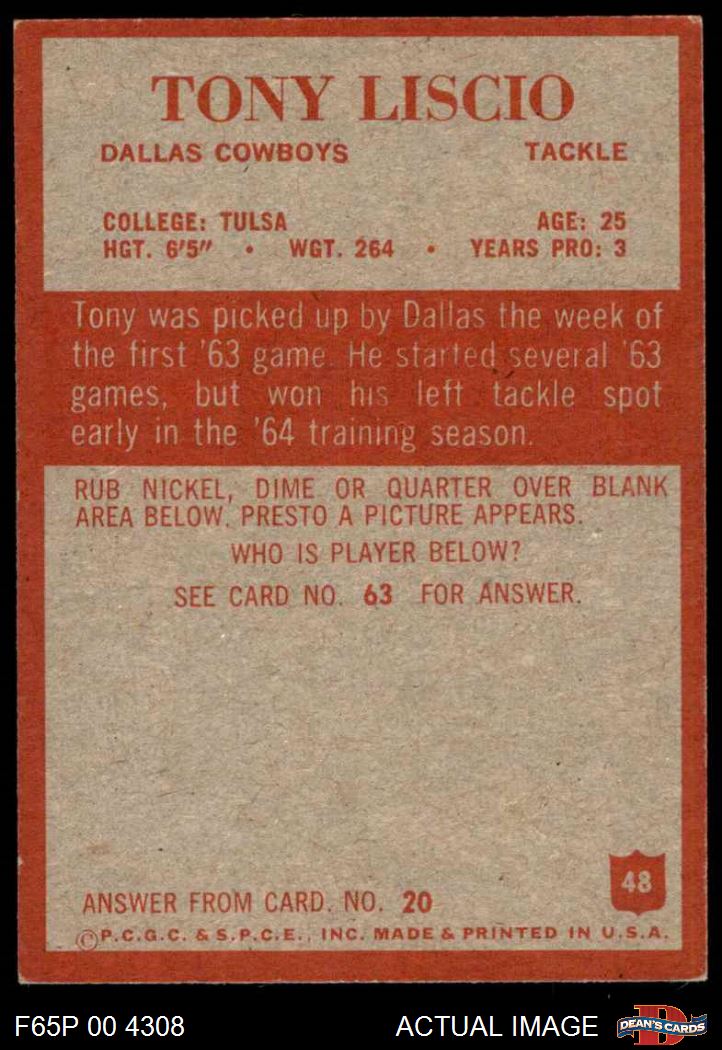 TONY LISCIO
DALLAS COWBOYS TACKLE
COLLEGE: TULSA AGE: 25
HGT. 6'5" • WGT. 264 • YEARS PRO: 3
Tony was picked up by Dallas the week of
the first '63 game. He started several '63
games, but won his left tackle spot
early in the '64 training season.
RUB NICKEL, DIME OR QUARTER OVER BLANK
AREA BELOW. PRESTO A PICTURE APPEARS.
WHO IS PLAYER BELOW?
SEE CARD NO. 63 FOR ANSWER.
48
ANSWER FROM CARD. NO. 20
©P.C.G.C. & S.P.C.E., INC. MADE & PRINTED IN U.S.A.
F65P 00 4308 ACTUAL IMAGE D DEAN'S CARDS